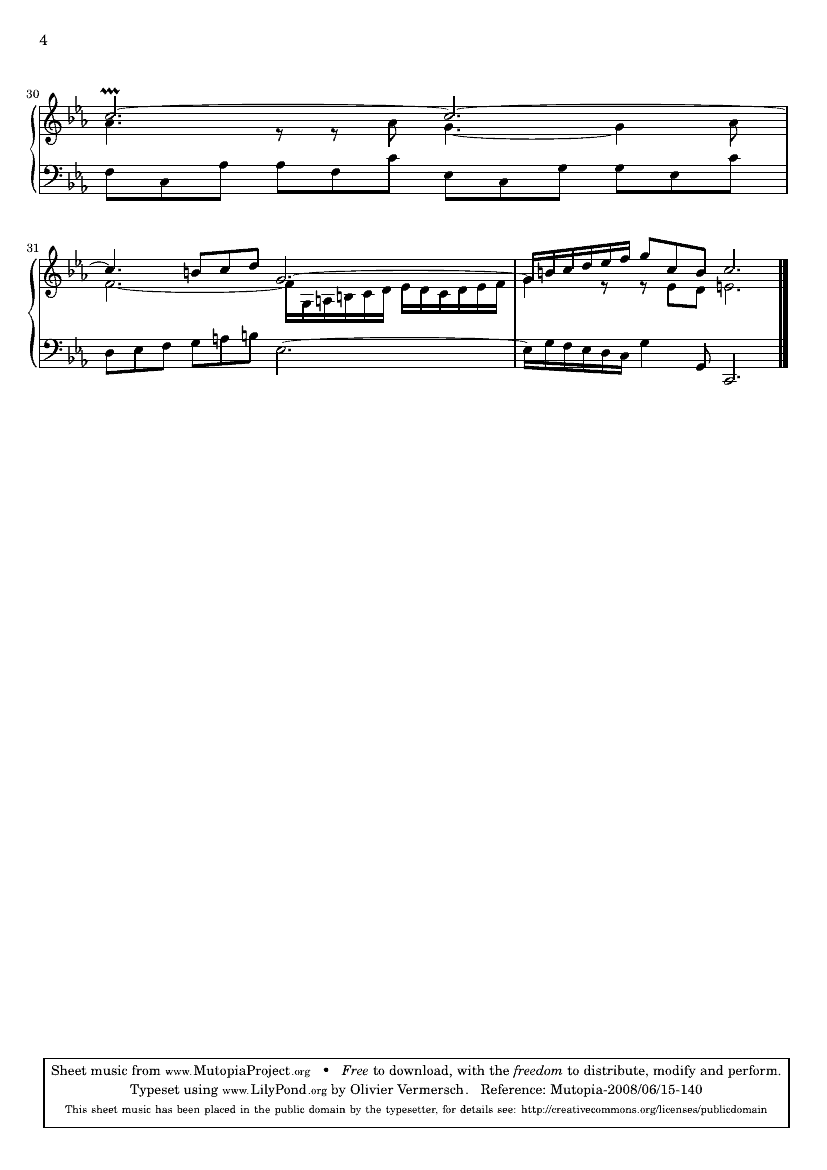 4
30
31
Sheet music from www.MutopiaProject.org • Free to download, with the freedom to distribute, modify and perform.
Typeset using www.LilyPond.org by Olivier Vermersch. Reference: Mutopia-2008/06/15-140
This sheet music has been placed in the public domain by the typesetter, for details see: http://creativecommons.org/licenses/publicdomain